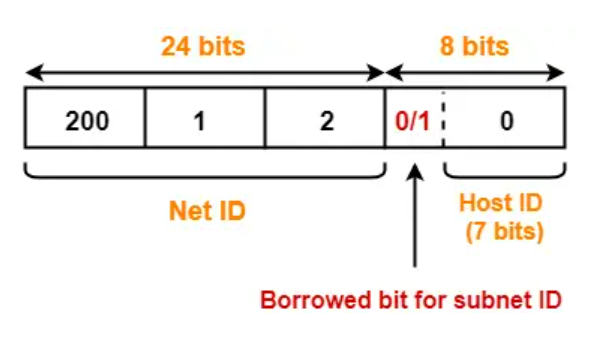 24 bits 8 bits
200 1 2 0/1 0
Net ID
Host ID
(7 bits)
Borrowed bit for subnet ID